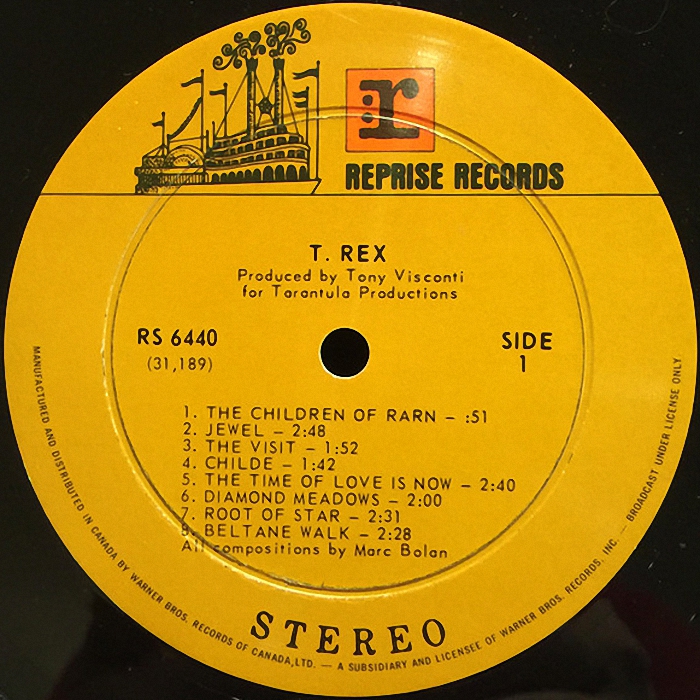 r
REPRISE RECORDS
T. REX
Produced by Tony Visconti
for Tarantula Productions
RS 6440
(31,189)
SIDE
1
1. THE CHILDREN OF RARN – :51
2. JEWEL – 2:48
3. THE VISIT – 1:52
4. CHILDE – 1:42
5. THE TIME OF LOVE IS NOW – 2:40
6. DIAMOND MEADOWS – 2:00
7. ROOT OF STAR – 2:31
8. BELTANE WALK – 2:28
All compositions by Marc Bolan
STEREO
MANUFACTURED AND DISTRIBUTED IN CANADA BY WARNER BROS. RECORDS OF CANADA, LTD. — A SUBSIDIARY AND LICENSEE OF WARNER BROS. RECORDS, INC. — BROADCAST UNDER LICENSE ONLY